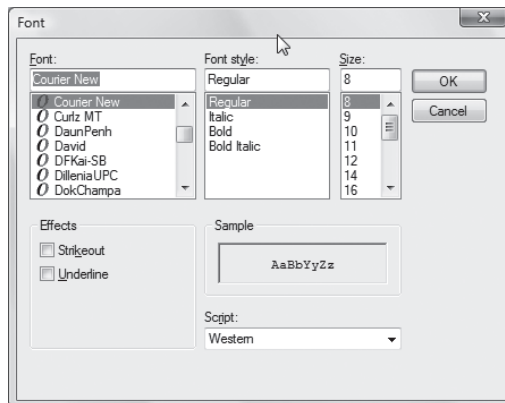 Font
Font:
Font style:
Size:
Courier New
Regular
8
OK
Cancel
Courier New
Curlz MT
DaunPenh
David
DFKai-SB
DilleniaUPC
DokChampa
Regular
Italic
Bold
Bold Italic
8
9
10
11
12
14
16
Effects
Strikeout
Underline
Sample
AaBbYyZz
Script:
Western